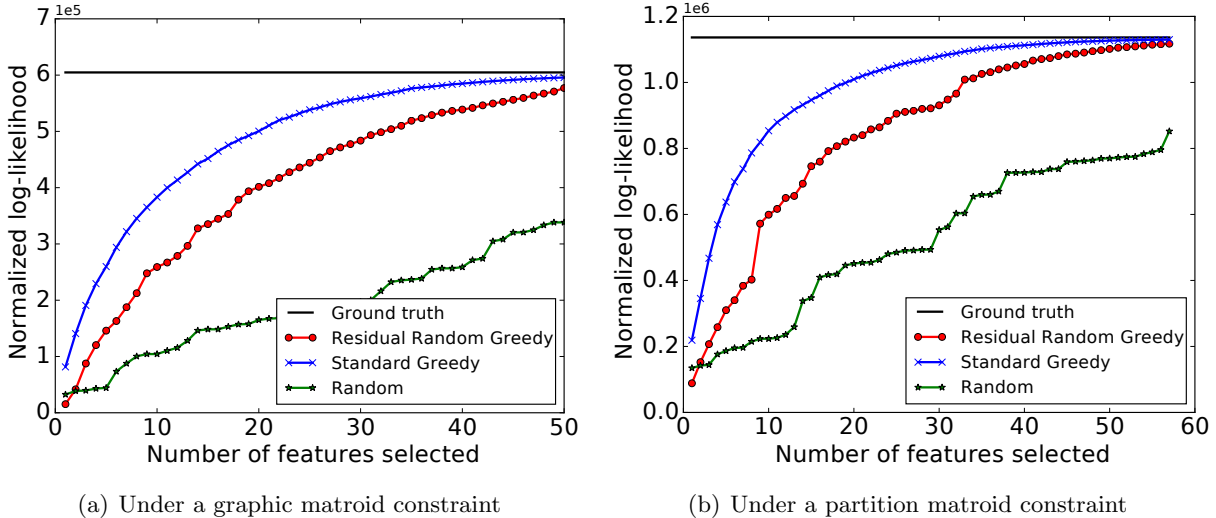 1e5
7
6
5
4
3
2
1
0
Normalized log-likelihood
Ground truth
Residual Random Greedy
Standard Greedy
Random
0 10 20 30 40 50
Number of features selected
(a) Under a graphic matroid constraint
1e6
1.2
1.0
0.8
0.6
0.4
0.2
0.0
Normalized log-likelihood
Ground truth
Residual Random Greedy
Standard Greedy
Random
0 10 20 30 40 50 60
Number of features selected
(b) Under a partition matroid constraint